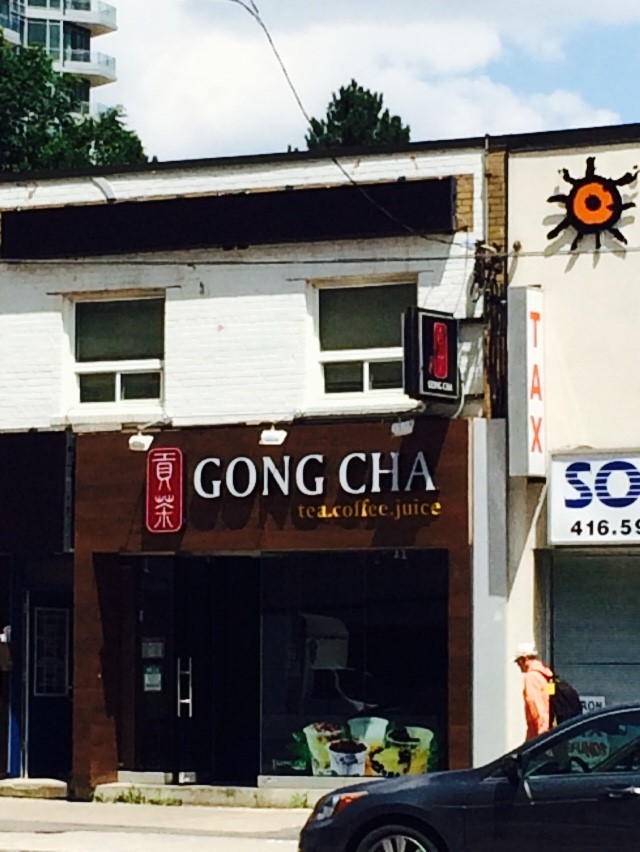 GONG CHA
TAX
貢茶
GONG CHA
tea.coffee.juice
SO
416.59